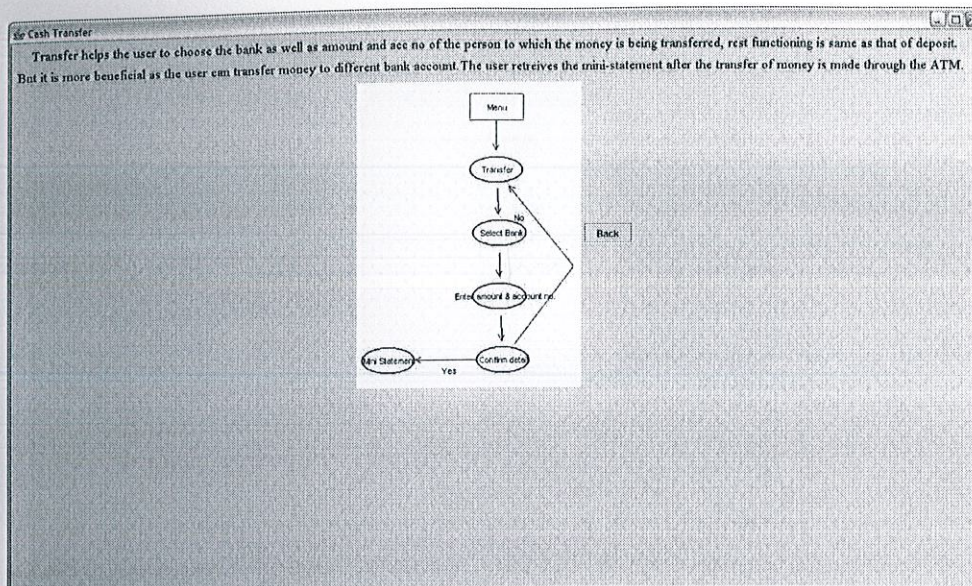 Cash Transfer
Transfer helps the user to choose the bank as well as amount and acc no of the person to which the money is being transferred, rest functioning is same as that of deposit.
But it is more beneficial as the user can transfer money to different bank account. The user retreives the mini-statement after the transfer of money is made through the ATM.
Menu
Transfer
No
Select Bank
Back
Enter amount & account no.
Confirm deta
Mini Statement
Yes